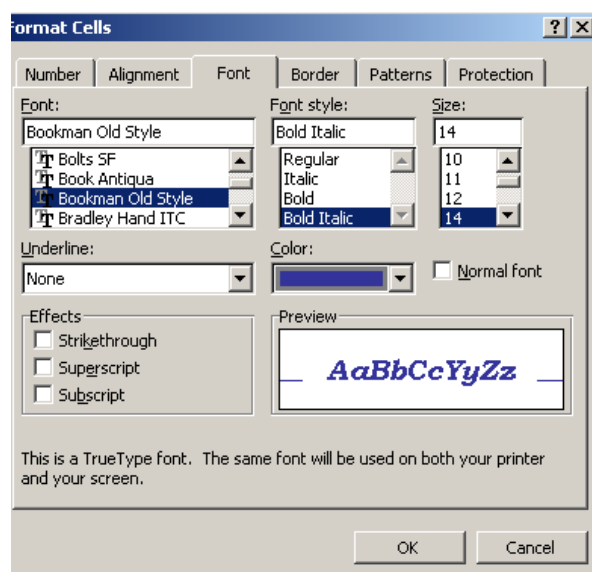 Format Cells
Number Alignment Font Border Patterns Protection
Font: Font style: Size:
Bookman Old Style Bold Italic 14
Bolts SF Regular 10
Book Antiqua Italic 11
Bookman Old Style Bold 12
Bradley Hand ITC Bold Italic 14
Underline: Color:
None Normal font
Effects Preview
Strikethrough
Superscript AaBbCcYyZz
Subscript
This is a TrueType font. The same font will be used on both your printer
and your screen.
OK Cancel